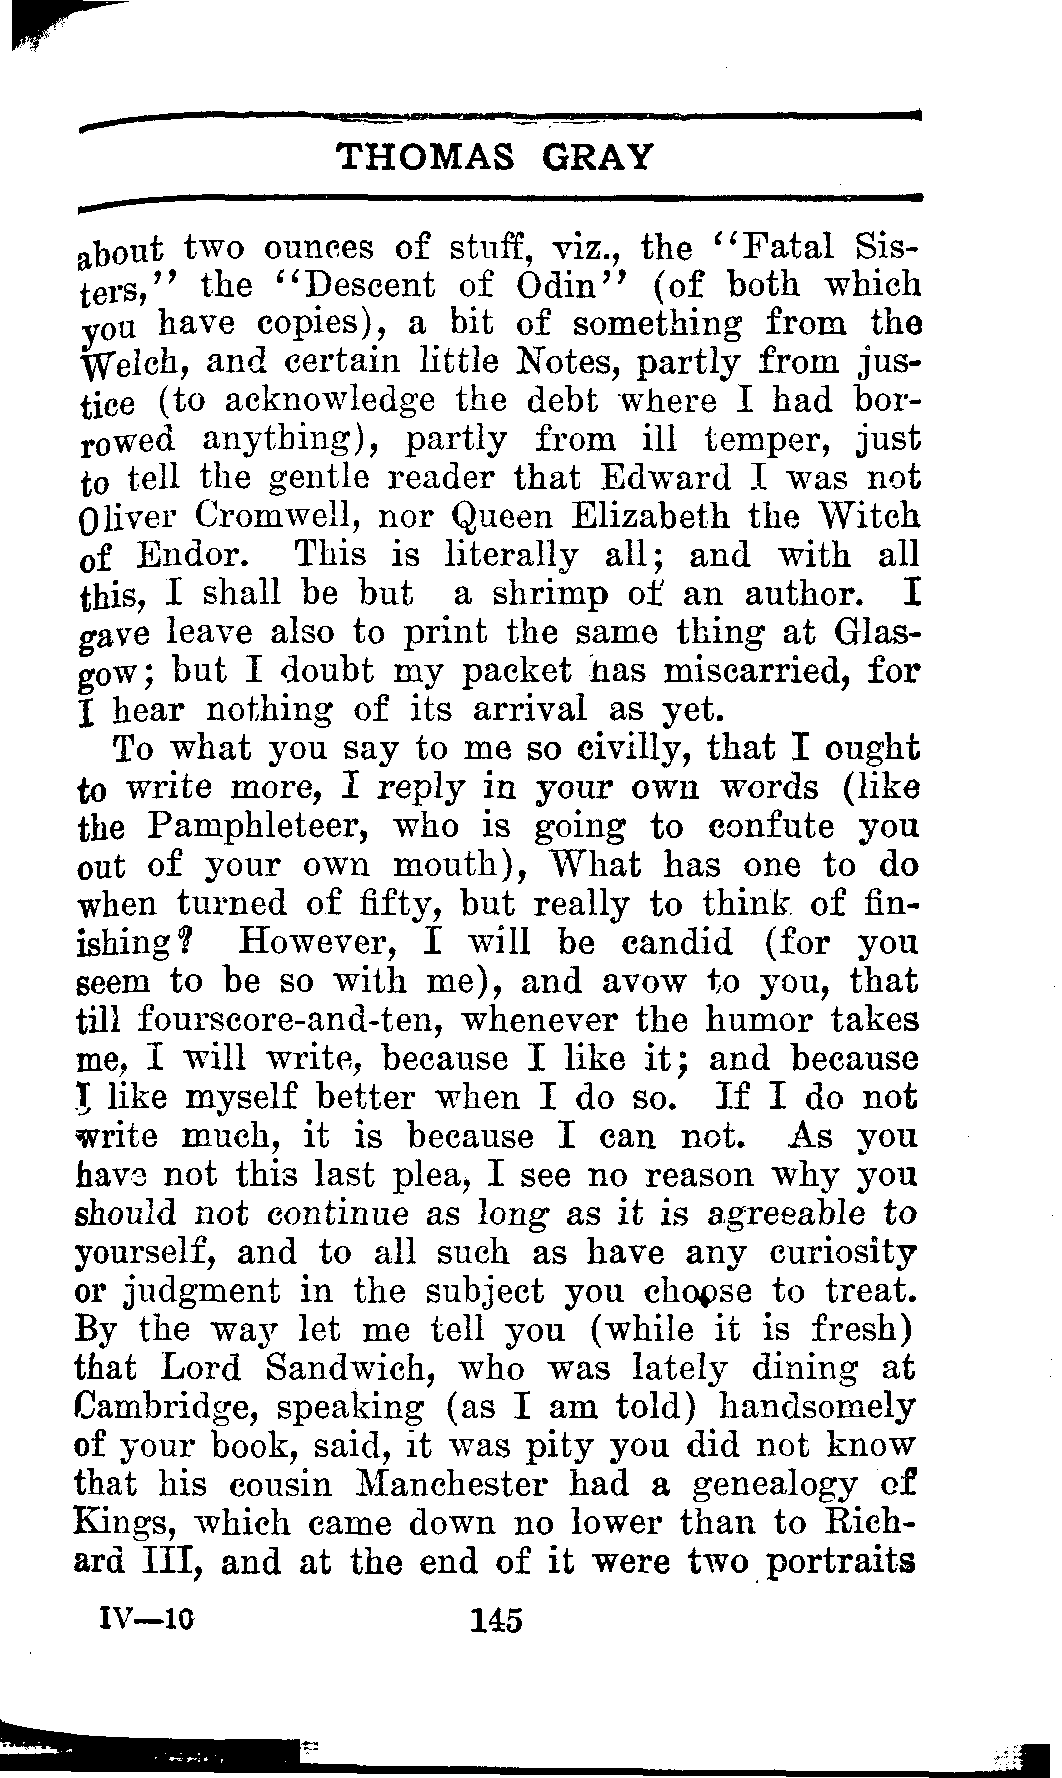 THOMAS GRAY
about two ounces of stuff, viz., the "Fatal Sis-
ters," the "Descent of Odin" (of both which
you have copies), a bit of something from the
Welch, and certain little Notes, partly from jus-
tice (to acknowledge the debt where I had bor-
rowed anything), partly from ill temper, just
to tell the gentle reader that Edward I was not
Oliver Cromwell, nor Queen Elizabeth the Witch
of Endor. This is literally all; and with all
this, I shall be but a shrimp of an author. I
gave leave also to print the same thing at Glas-
gow; but I doubt my packet has miscarried, for
I hear nothing of its arrival as yet.
To what you say to me so civilly, that I ought
to write more, I reply in your own words (like
the Pamphleteer, who is going to confute you
out of your own mouth), What has one to do
when turned of fifty, but really to think of fin-
ishing? However, I will be candid (for you
seem to be so with me), and avow to you, that
till fourscore-and-ten, whenever the humor takes
me, I will write, because I like it; and because
I like myself better when I do so. If I do not
write much, it is because I can not. As you
have not this last plea, I see no reason why you
should not continue as long as it is agreeable to
yourself, and to all such as have any curiosity
or judgment in the subject you choose to treat.
By the way let me tell you (while it is fresh)
that Lord Sandwich, who was lately dining at
Cambridge, speaking (as I am told) handsomely
of your book, said, it was pity you did not know
that his cousin Manchester had a genealogy of
Kings, which came down no lower than to Rich-
ard III, and at the end of it were two portraits
IV—10 145